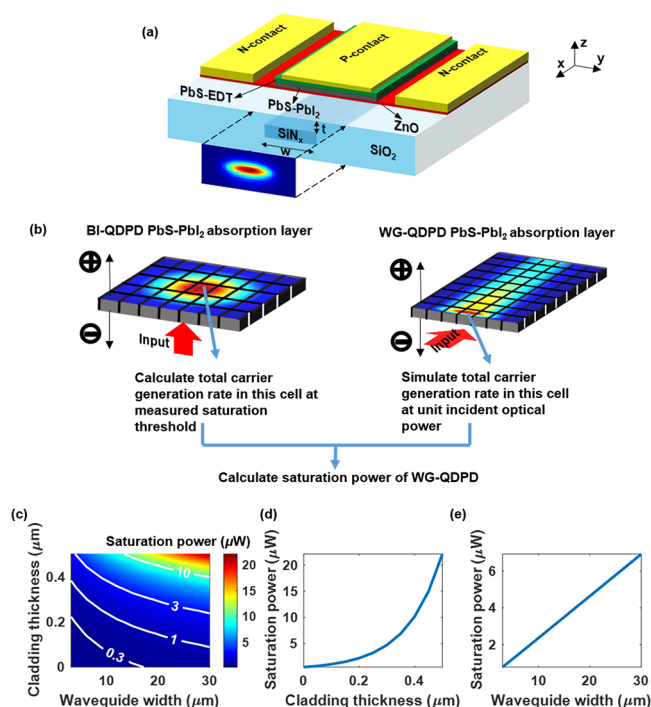 (a)
N-contact
P-contact
N-contact
z
y
x
PbS-EDT
PbS-PbI₂
ZnO
t
SiNₓ
w
SiO₂
(b)
BI-QDPD PbS-PbI₂ absorption layer
WG-QDPD PbS-PbI₂ absorption layer
+
+
−
−
Input
Input
Calculate total carrier
generation rate in this cell at
measured saturation
threshold
Simulate total carrier
generation rate in this cell
at unit incident optical
power
Calculate saturation power of WG-QDPD
(c)
Saturation power (μW)
Cladding thickness (μm)
0.4
0.2
0
10
3
1
0.3
10
20
30
Waveguide width (μm)
20
15
10
5
(d)
Saturation power (μW)
20
15
10
5
0
0.2
0.4
Cladding thickness (μm)
(e)
Saturation power (μW)
6
4
2
10
20
30
Waveguide width (μm)